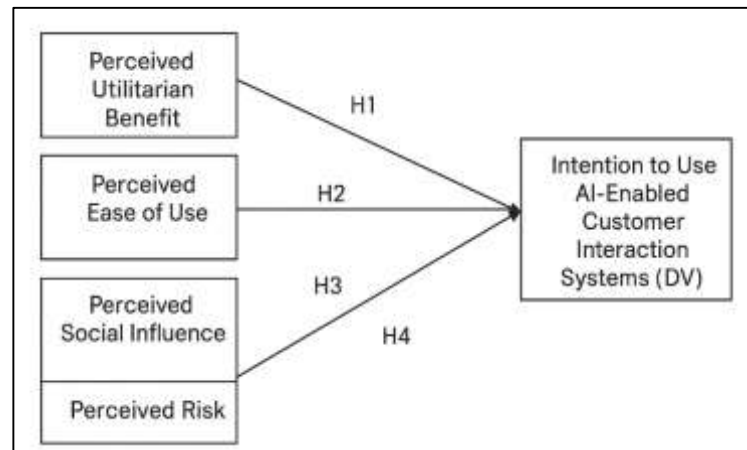 Perceived
Utilitarian
Benefit
H1
Perceived
Ease of Use
H2
Intention to Use
AI-Enabled
Customer
Interaction
Systems (DV)
Perceived
Social Influence
H3
H4
Perceived Risk